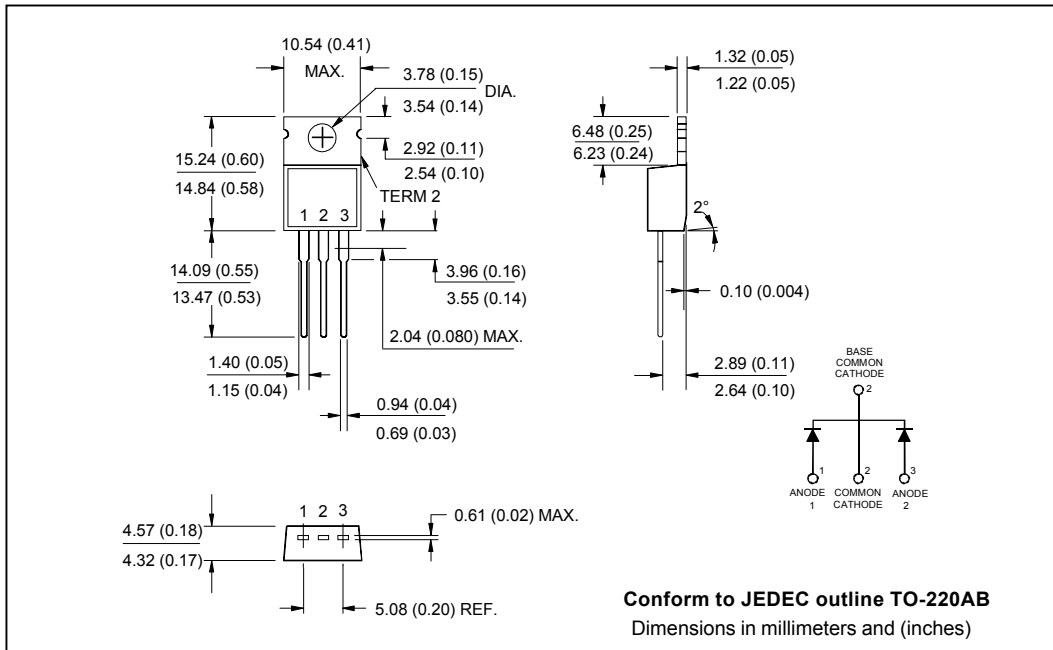 10.54 (0.41)
MAX.
3.78 (0.15)
3.54 (0.14)
DIA.
2.92 (0.11)
2.54 (0.10)
TERM 2
15.24 (0.60)
14.84 (0.58)
1 2 3
14.09 (0.55)
13.47 (0.53)
3.96 (0.16)
3.55 (0.14)
2.04 (0.080) MAX.
1.40 (0.05)
1.15 (0.04)
0.94 (0.04)
0.69 (0.03)
1.32 (0.05)
1.22 (0.05)
6.48 (0.25)
6.23 (0.24)
2°
0.10 (0.004)
2.89 (0.11)
2.64 (0.10)
BASE
COMMON
CATHODE
2
1 2 3
ANODE COMMON ANODE
1 CATHODE 2
1 2 3
4.57 (0.18)
4.32 (0.17)
0.61 (0.02) MAX.
5.08 (0.20) REF.
Conform to JEDEC outline TO-220AB
Dimensions in millimeters and (inches)